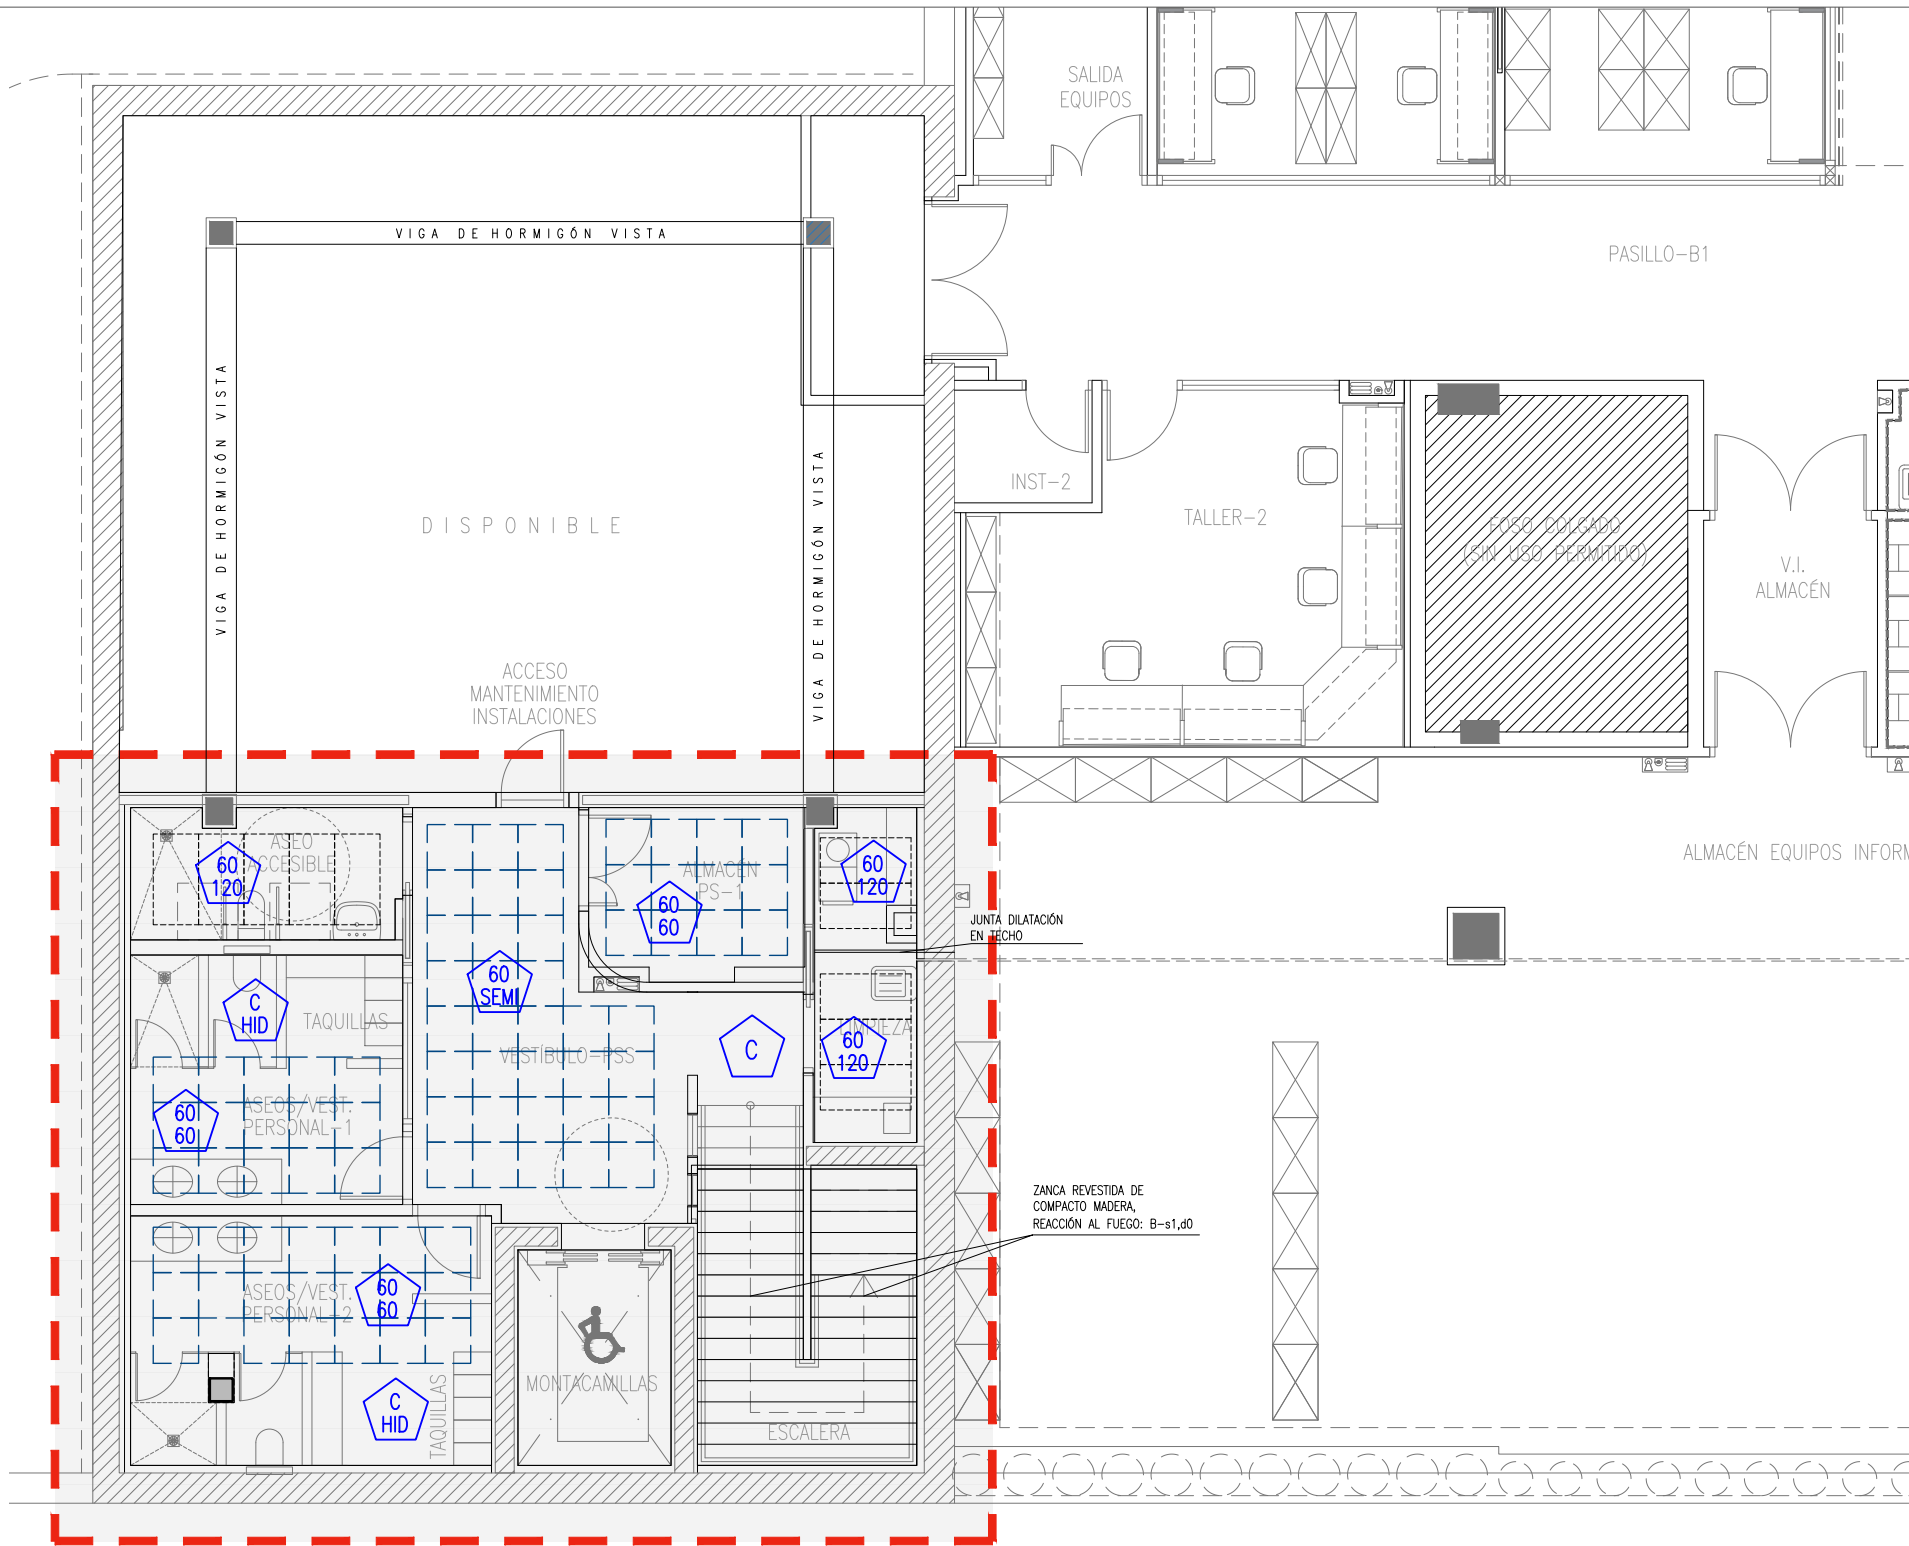 SALIDA
EQUIPOS
VIGA DE HORMIGÓN VISTA
PASILLO-B1
VIGA DE HORMIGÓN VISTA
VIGA DE HORMIGÓN VISTA
DISPONIBLE
INST-2
TALLER-2
FOSO COLGADO
(SIN USO PERMITIDO)
V.I.
ALMACÉN
ACCESO
MANTENIMIENTO
INSTALACIONES
ASEO
ACCESIBLE
60
120
ALMACÉN
PS-1
60
60
60
120
ALMACÉN EQUIPOS INFORM
JUNTA DILATACIÓN
EN TECHO
60
SEMI
C
HID
TAQUILLAS
VESTÍBULO-PSS
C
LIMPIEZA
60
120
60
60
ASEOS/VEST.
PERSONAL-1
ZANCA REVESTIDA DE
COMPACTO MADERA,
REACCIÓN AL FUEGO: B-s1,d0
ASEOS/VEST.
PERSONAL-2
60
60
MONTACAMILLAS
C
HID
TAQUILLAS
ESCALERA